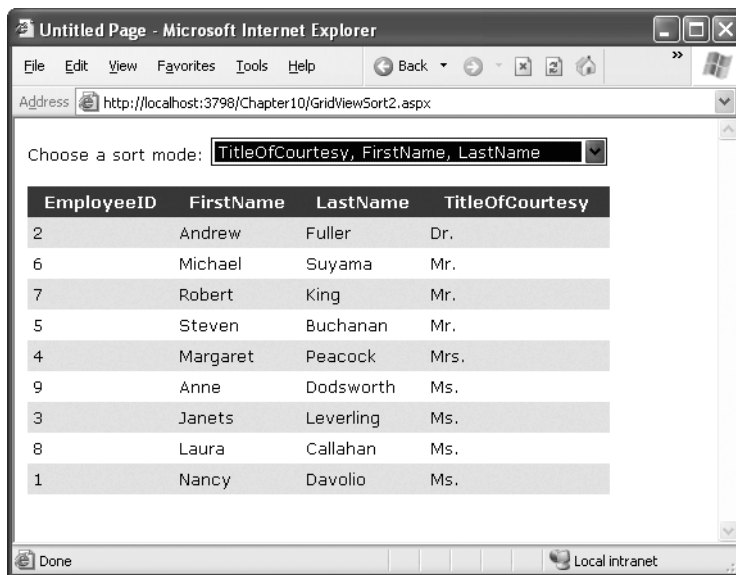 Untitled Page - Microsoft Internet Explorer
File Edit View Favorites Tools Help Back »
Address http://localhost:3798/Chapter10/GridViewSort2.aspx
Choose a sort mode: TitleOfCourtesy, FirstName, LastName
EmployeeID FirstName LastName TitleOfCourtesy
2 Andrew Fuller Dr.
6 Michael Suyama Mr.
7 Robert King Mr.
5 Steven Buchanan Mr.
4 Margaret Peacock Mrs.
9 Anne Dodsworth Ms.
3 Janets Leverling Ms.
8 Laura Callahan Ms.
1 Nancy Davolio Ms.
Done Local intranet